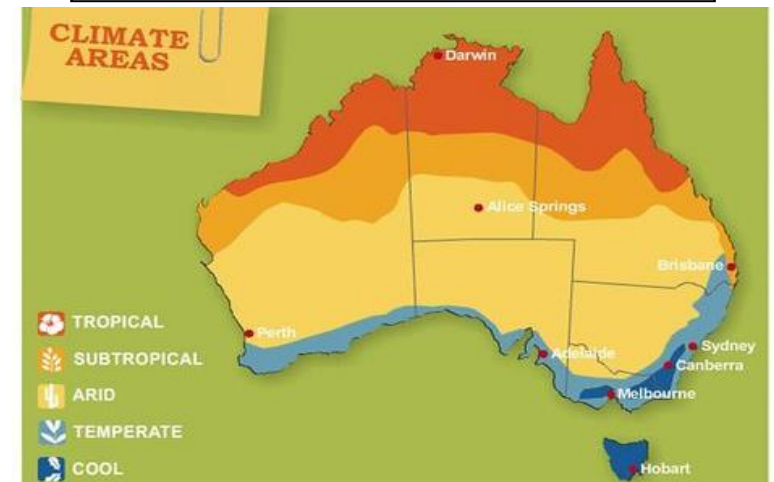 CLIMATE
AREAS
Darwin
Alice Springs
Brisbane
Perth
Adelaide
Sydney
Canberra
Melbourne
Hobart
TROPICAL
SUBTROPICAL
ARID
TEMPERATE
COOL